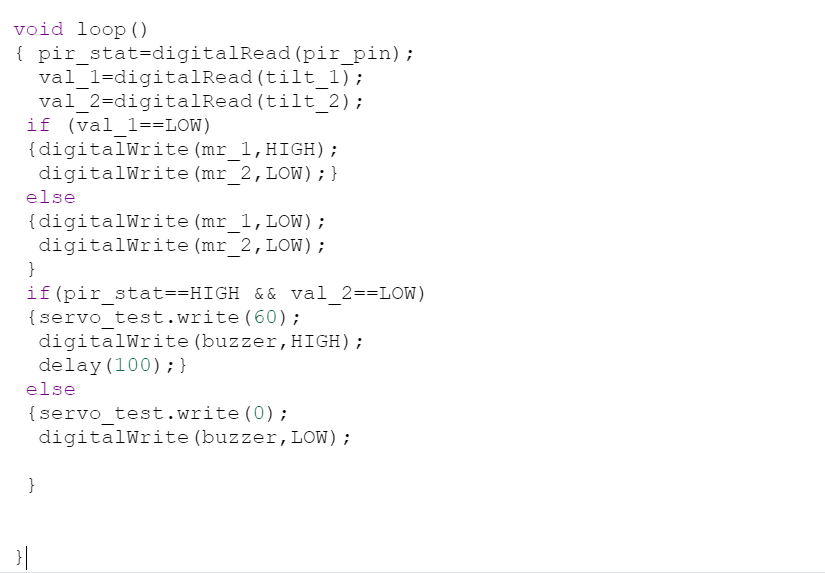 void loop()
{ pir_stat=digitalRead(pir_pin);
  val_1=digitalRead(tilt_1);
  val_2=digitalRead(tilt_2);
 if (val_1==LOW)
 {digitalWrite(mr_1,HIGH);
  digitalWrite(mr_2,LOW);}
 else
 {digitalWrite(mr_1,LOW);
  digitalWrite(mr_2,LOW);
 }
 if(pir_stat==HIGH && val_2==LOW)
 {servo_test.write(60);
  digitalWrite(buzzer,HIGH);
  delay(100);}
 else
 {servo_test.write(0);
  digitalWrite(buzzer,LOW);
 }
}